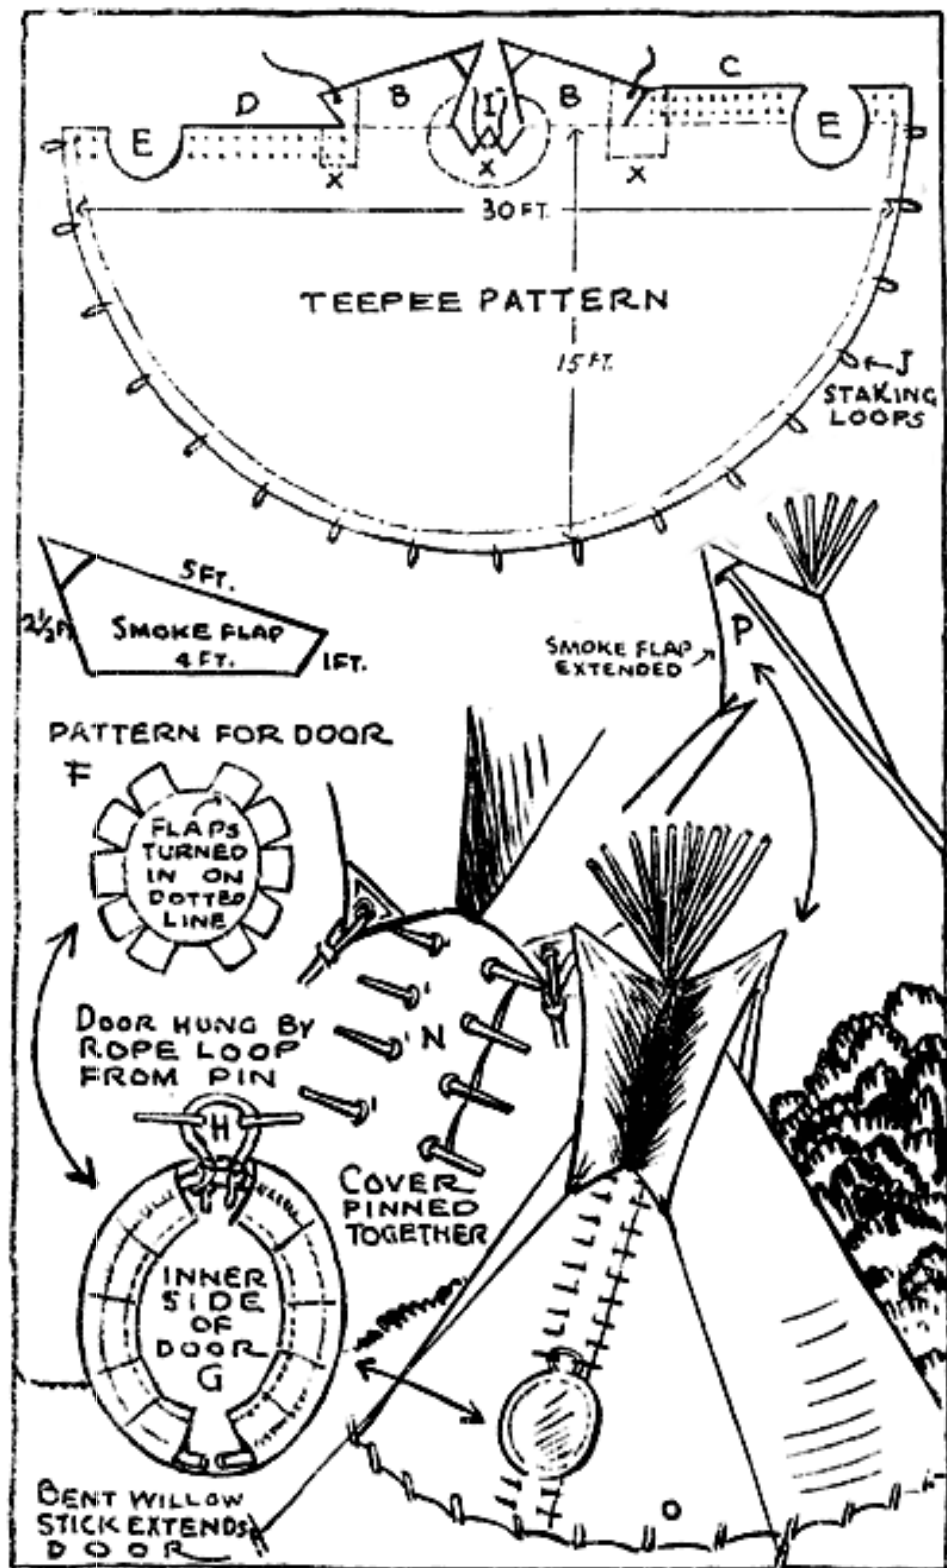 C
D B I B
E E
X X X
30 FT.
TEEPEE PATTERN
15 FT.
J
STAKING
LOOPS
5 FT.
2½ FT.
SMOKE FLAP
4 FT.
1 FT.
P
SMOKE FLAP
EXTENDED
PATTERN FOR DOOR
F
FLAPS
TURNED
IN ON
DOTTED
LINE
DOOR HUNG BY
ROPE LOOP
FROM PIN
H
N
COVER
PINNED
TOGETHER
INNER
SIDE
OF
DOOR
G
O
BENT WILLOW
STICK EXTENDS
DOOR